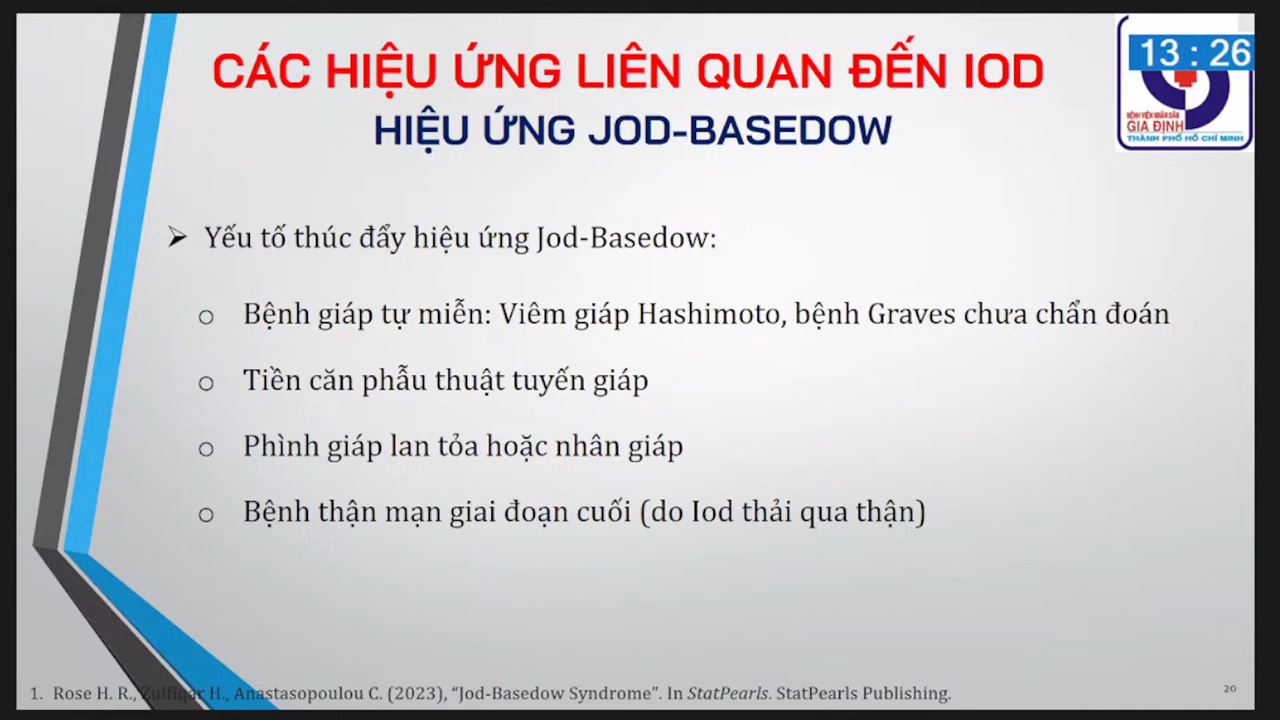 CÁC HIỆU ỨNG LIÊN QUAN ĐẾN IOD
HIỆU ỨNG JOD-BASEDOW
13 : 26
BỆNH VIỆN NHÂN DÂN
GIA ĐỊNH
THÀNH PHỐ HỒ CHÍ MINH
➢ Yếu tố thúc đẩy hiệu ứng Jod-Basedow:
o Bệnh giáp tự miễn: Viêm giáp Hashimoto, bệnh Graves chưa chẩn đoán
o Tiền căn phẫu thuật tuyến giáp
o Phình giáp lan tỏa hoặc nhân giáp
o Bệnh thận mạn giai đoạn cuối (do Iod thải qua thận)
1. Rose H. R., Zulfiqar H., Anastasopoulou C. (2023), “Jod-Basedow Syndrome”. In StatPearls. StatPearls Publishing.
20